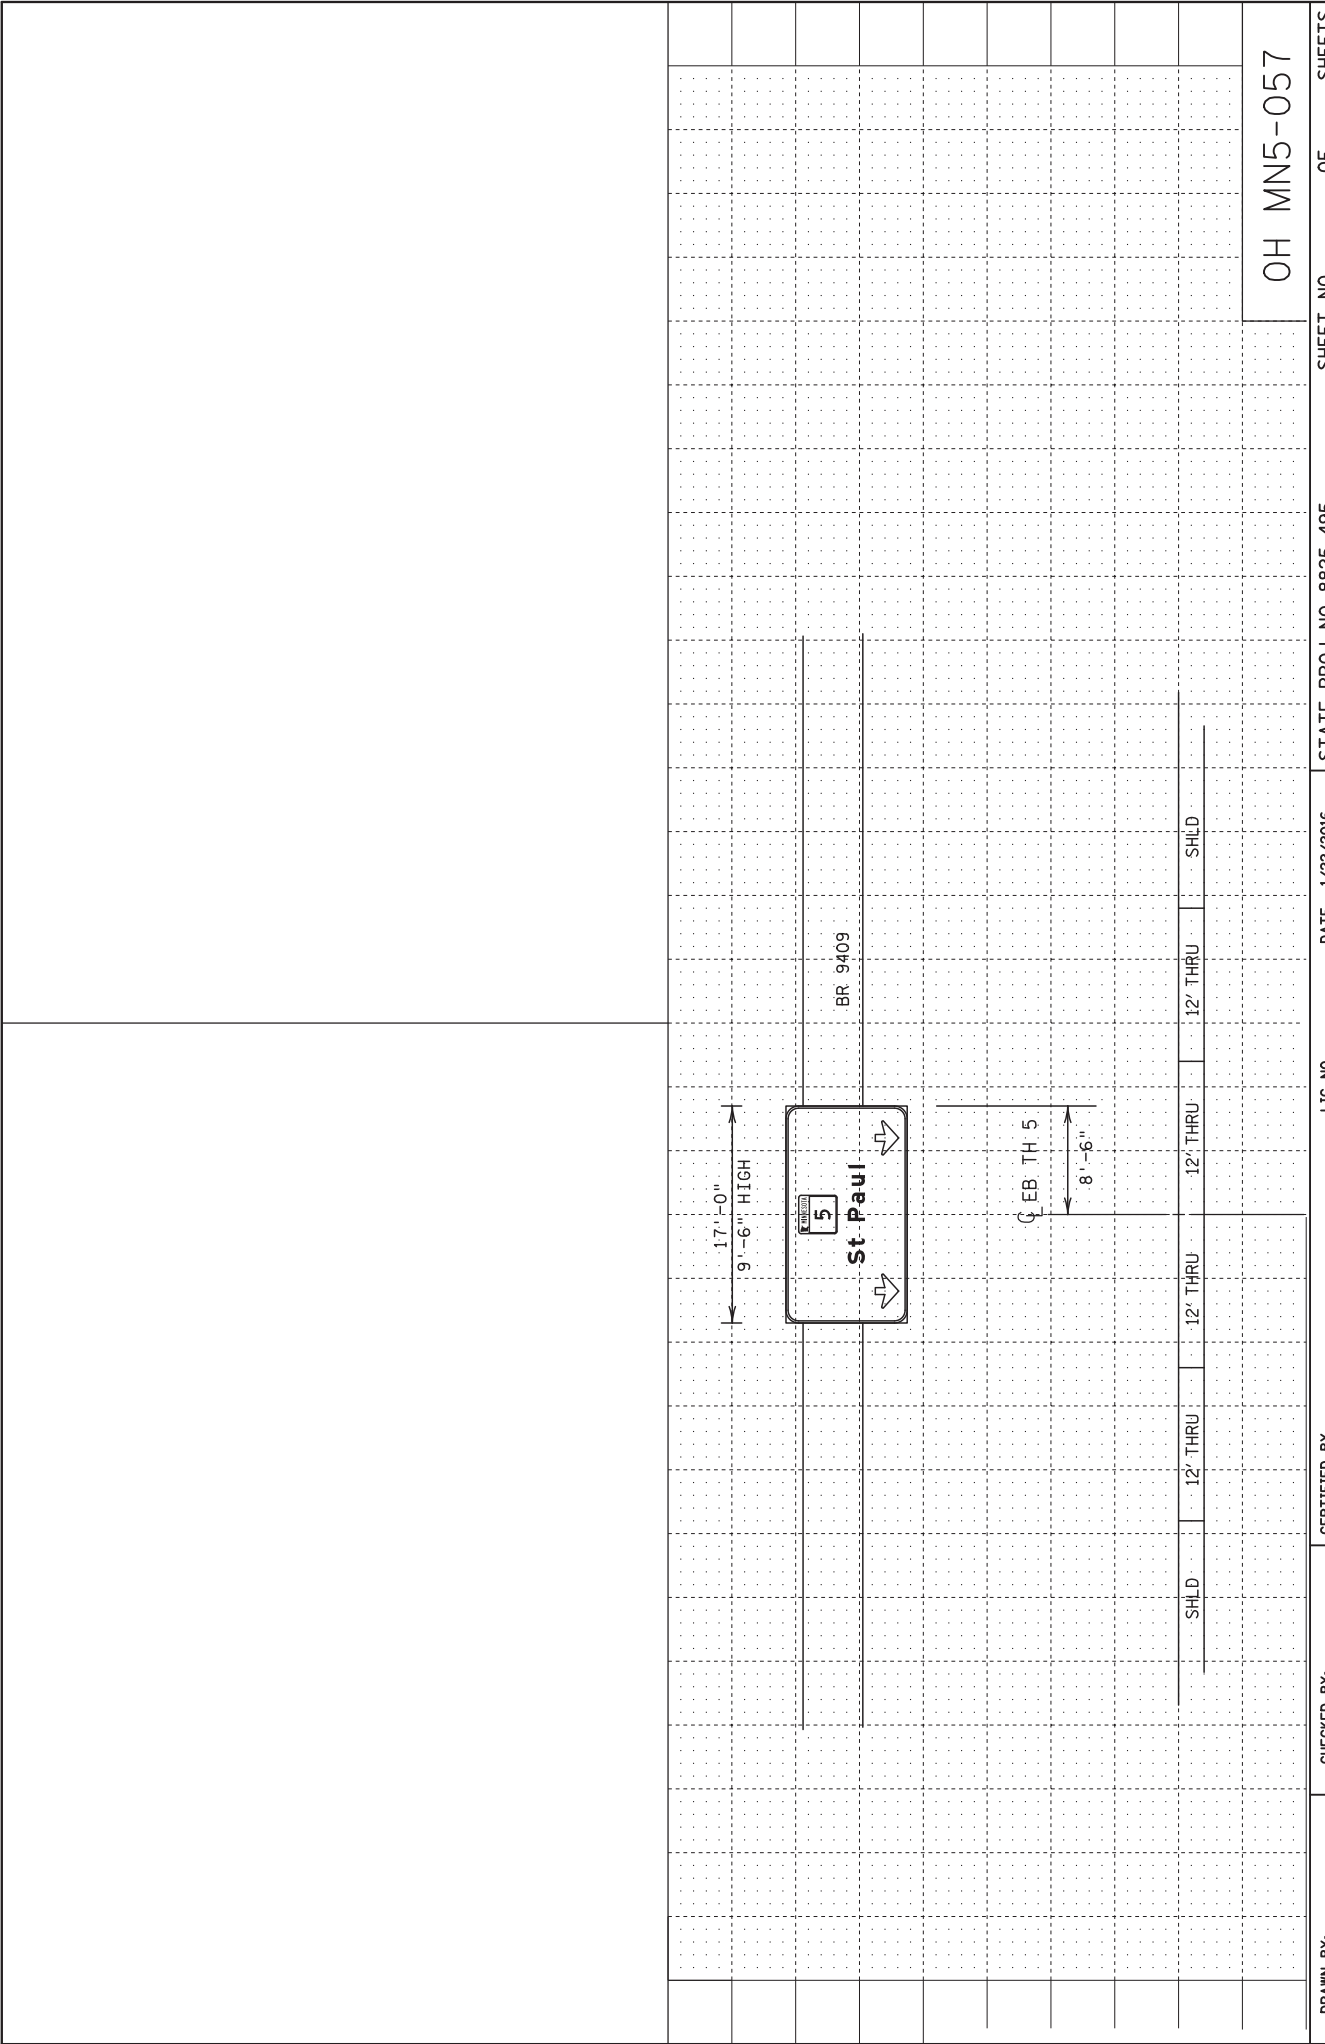 17'-0"
9'-6" HIGH
MINNESOTA
5
St Paul
BR 9409
℄ EB TH 5
8'-6"
SHLD
12' THRU
12' THRU
12' THRU
12' THRU
SHLD
OH MN5-057
DRAWN BY:
CHECKED BY:
CERTIFIED BY
LIC NO
DATE 1/22/2016
STATE PROJ NO 8825-495
SHEET NO
OF
SHEETS